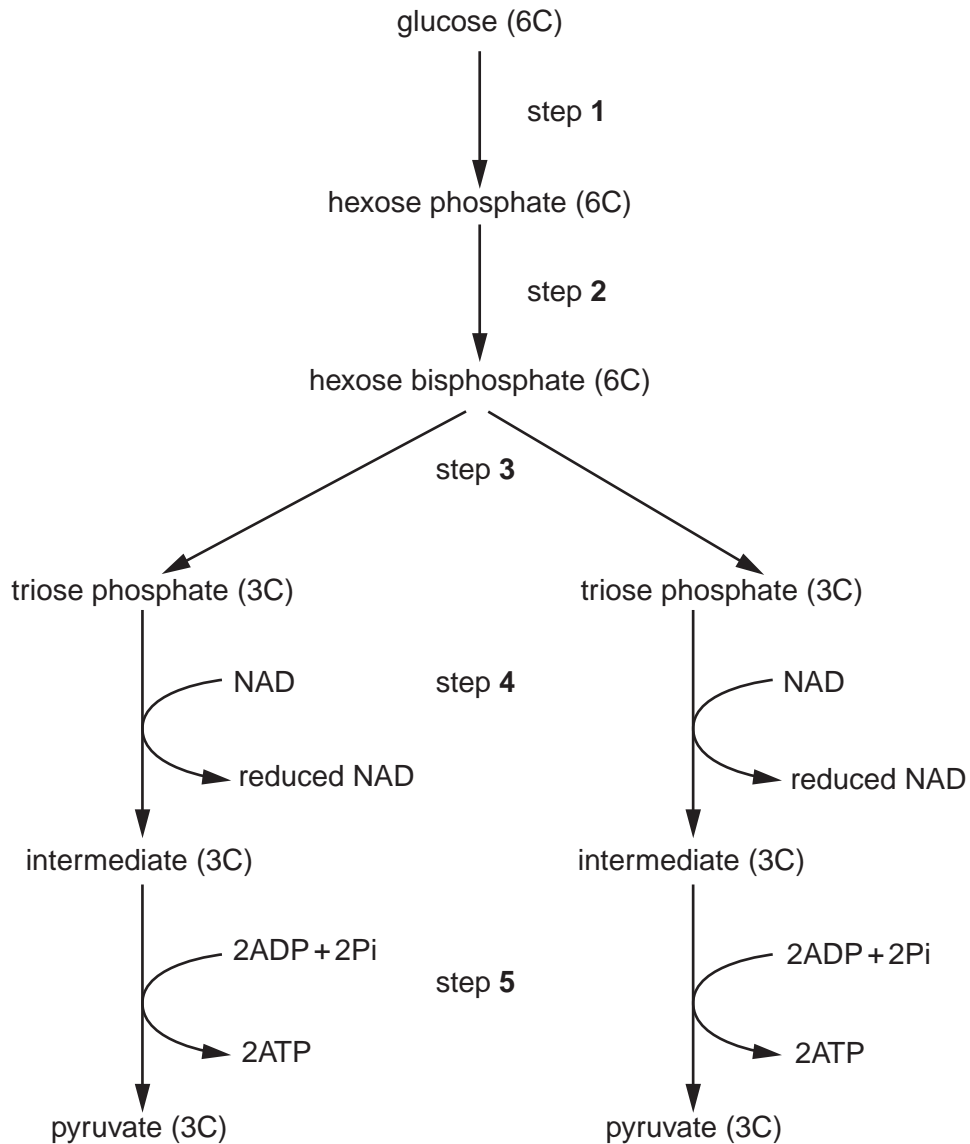 glucose (6C)
step 1
hexose phosphate (6C)
step 2
hexose bisphosphate (6C)
step 3
triose phosphate (3C) triose phosphate (3C)
NAD step 4 NAD
reduced NAD reduced NAD
intermediate (3C) intermediate (3C)
2ADP + 2Pi 2ADP + 2Pi
step 5
2ATP 2ATP
pyruvate (3C) pyruvate (3C)